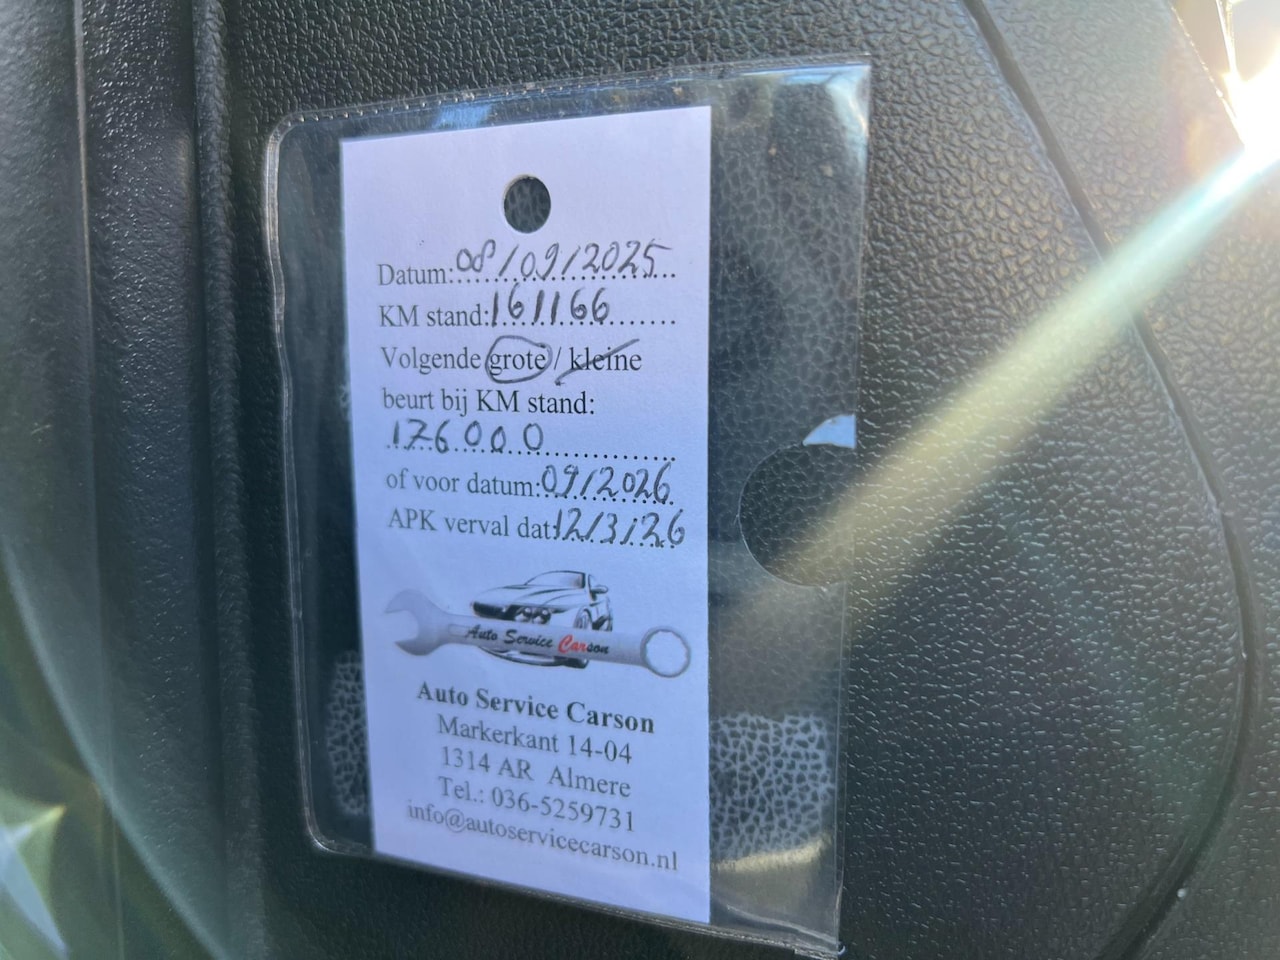 Datum: 08/09/2025
KM stand: 161166
Volgende grote / kleine
beurt bij KM stand:
176000
of voor datum: 09/2026
APK verval dat: 12/3/26
Auto Service Carson
Auto Service Carson
Markerkant 14-04
1314 AR Almere
Tel.: 036-5259731
info@autoservicecarson.nl